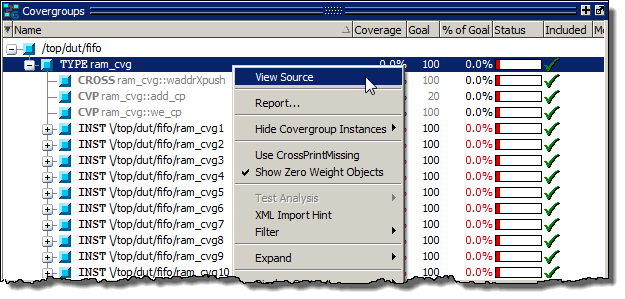 Covergroups
Name Coverage Goal % of Goal Status Included
/top/dut/fifo
TYPE ram_cvg 0.0% 100 0.0%
CROSS ram_cvg::waddrXpush 100 0.0%
CVP ram_cvg::add_cp 20 0.0%
CVP ram_cvg::we_cp 100 0.0%
INST \/top/dut/fifo/ram_cvg1 100 0.0%
INST \/top/dut/fifo/ram_cvg2 100 0.0%
INST \/top/dut/fifo/ram_cvg3 100 0.0%
INST \/top/dut/fifo/ram_cvg4 100 0.0%
INST \/top/dut/fifo/ram_cvg5 100 0.0%
INST \/top/dut/fifo/ram_cvg6 100 0.0%
INST \/top/dut/fifo/ram_cvg7 100 0.0%
INST \/top/dut/fifo/ram_cvg8 100 0.0%
INST \/top/dut/fifo/ram_cvg9 100 0.0%
INST \/top/dut/fifo/ram_cvg10 100 0.0%
View Source
Report...
Hide Covergroup Instances
Use CrossPrintMissing
Show Zero Weight Objects
Test Analysis
XML Import Hint
Filter
Expand